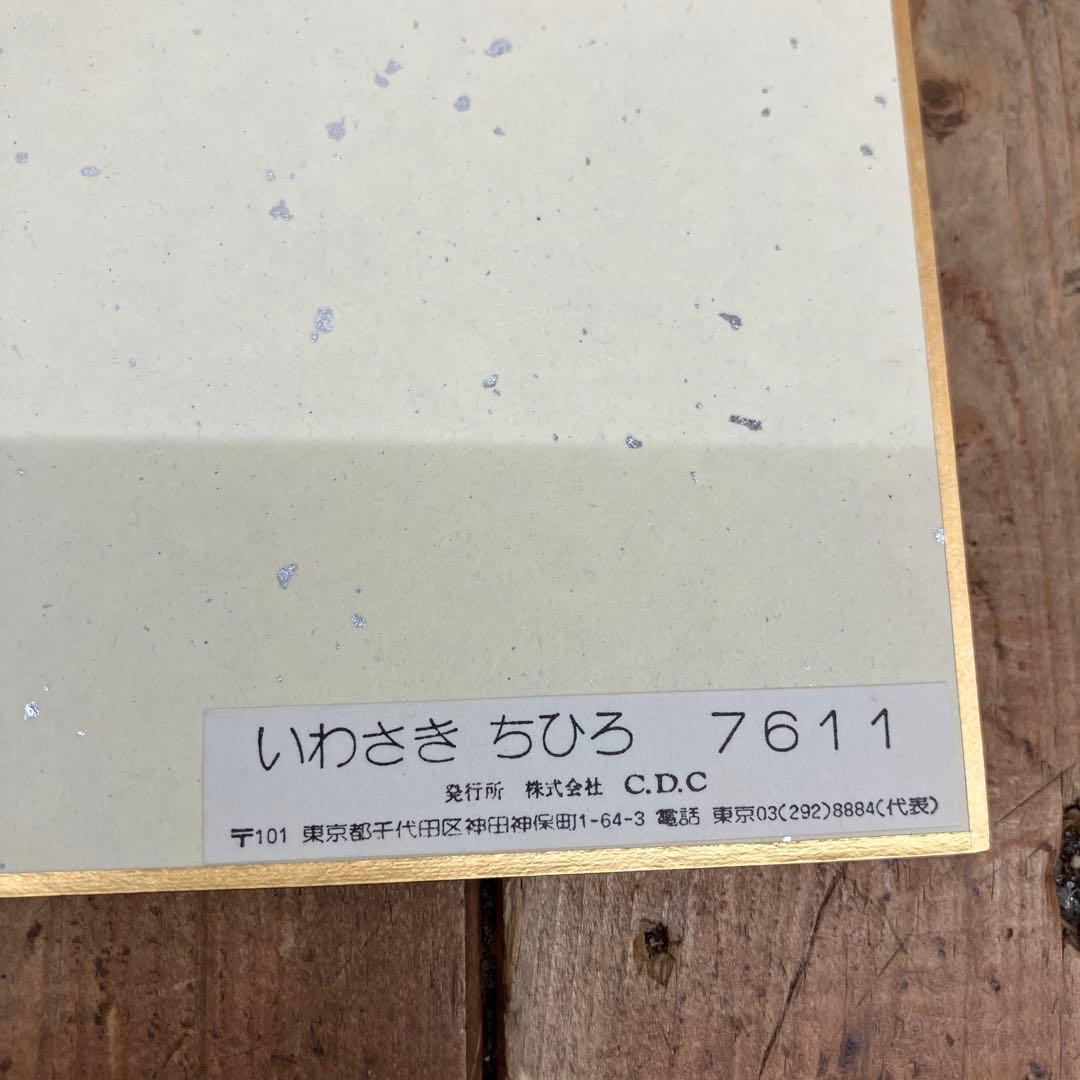 いわさき ちひろ 7611
発行所 株式会社 C.D.C
〒101 東京都千代田区神田神保町1-64-3 電話 東京03(292)8884(代表)